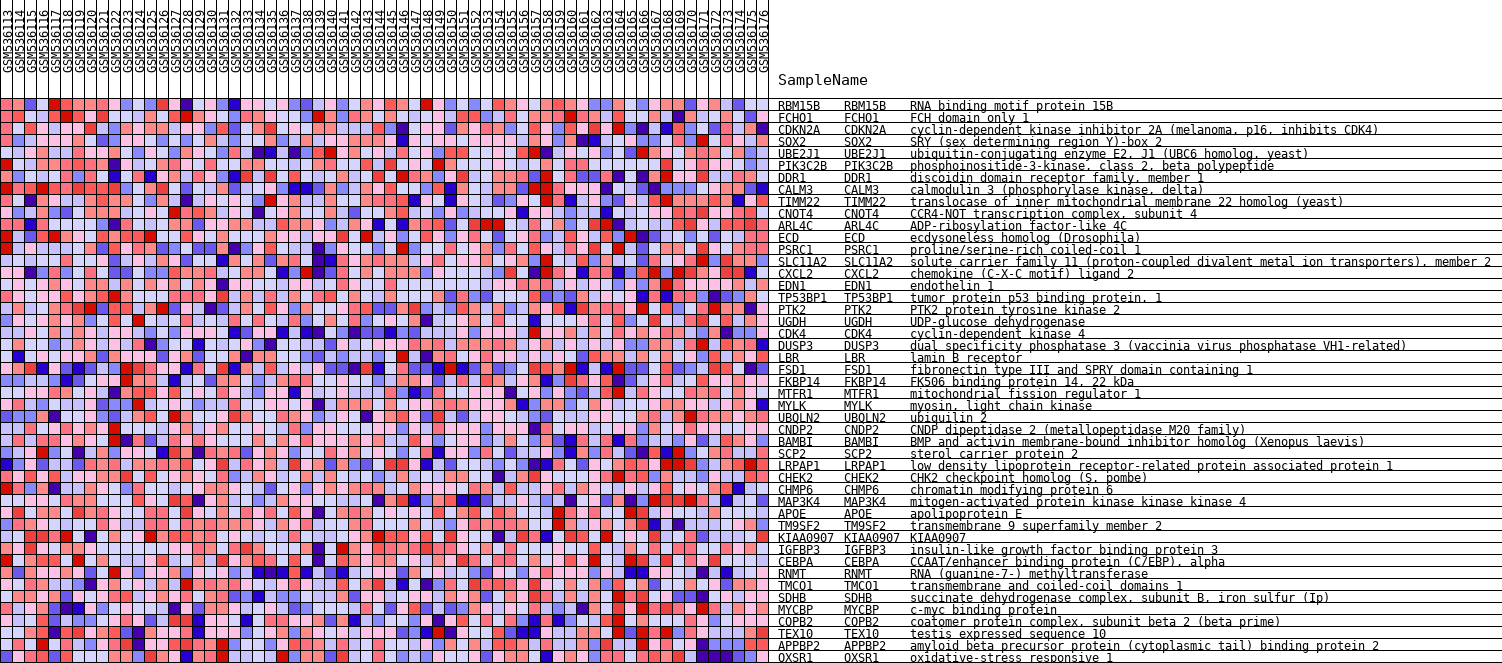 GSM536113
GSM536114
GSM536115
GSM536116
GSM536117
GSM536118
GSM536119
GSM536120
GSM536121
GSM536122
GSM536123
GSM536124
GSM536125
GSM536126
GSM536127
GSM536128
GSM536129
GSM536130
GSM536131
GSM536132
GSM536133
GSM536134
GSM536135
GSM536136
GSM536137
GSM536138
GSM536139
GSM536140
GSM536141
GSM536142
GSM536143
GSM536144
GSM536145
GSM536146
GSM536147
GSM536148
GSM536149
GSM536150
GSM536151
GSM536152
GSM536153
GSM536154
GSM536155
GSM536156
GSM536157
GSM536158
GSM536159
GSM536160
GSM536161
GSM536162
GSM536163
GSM536164
GSM536165
GSM536166
GSM536167
GSM536168
GSM536169
GSM536170
GSM536171
GSM536172
GSM536173
GSM536174
GSM536175
GSM536176
SampleName
RBM15B RBM15B RNA binding motif protein 15B
FCHO1 FCHO1 FCH domain only 1
CDKN2A CDKN2A cyclin-dependent kinase inhibitor 2A (melanoma, p16, inhibits CDK4)
SOX2 SOX2 SRY (sex determining region Y)-box 2
UBE2J1 UBE2J1 ubiquitin-conjugating enzyme E2, J1 (UBC6 homolog, yeast)
PIK3C2B PIK3C2B phosphoinositide-3-kinase, class 2, beta polypeptide
DDR1 DDR1 discoidin domain receptor family, member 1
CALM3 CALM3 calmodulin 3 (phosphorylase kinase, delta)
TIMM22 TIMM22 translocase of inner mitochondrial membrane 22 homolog (yeast)
CNOT4 CNOT4 CCR4-NOT transcription complex, subunit 4
ARL4C ARL4C ADP-ribosylation factor-like 4C
ECD ECD ecdysoneless homolog (Drosophila)
PSRC1 PSRC1 proline/serine-rich coiled-coil 1
SLC11A2 SLC11A2 solute carrier family 11 (proton-coupled divalent metal ion transporters), member 2
CXCL2 CXCL2 chemokine (C-X-C motif) ligand 2
EDN1 EDN1 endothelin 1
TP53BP1 TP53BP1 tumor protein p53 binding protein, 1
PTK2 PTK2 PTK2 protein tyrosine kinase 2
UGDH UGDH UDP-glucose dehydrogenase
CDK4 CDK4 cyclin-dependent kinase 4
DUSP3 DUSP3 dual specificity phosphatase 3 (vaccinia virus phosphatase VH1-related)
LBR LBR lamin B receptor
FSD1 FSD1 fibronectin type III and SPRY domain containing 1
FKBP14 FKBP14 FK506 binding protein 14, 22 kDa
MTFR1 MTFR1 mitochondrial fission regulator 1
MYLK MYLK myosin, light chain kinase
UBQLN2 UBQLN2 ubiquilin 2
CNDP2 CNDP2 CNDP dipeptidase 2 (metallopeptidase M20 family)
BAMBI BAMBI BMP and activin membrane-bound inhibitor homolog (Xenopus laevis)
SCP2 SCP2 sterol carrier protein 2
LRPAP1 LRPAP1 low density lipoprotein receptor-related protein associated protein 1
CHEK2 CHEK2 CHK2 checkpoint homolog (S. pombe)
CHMP6 CHMP6 chromatin modifying protein 6
MAP3K4 MAP3K4 mitogen-activated protein kinase kinase kinase 4
APOE APOE apolipoprotein E
TM9SF2 TM9SF2 transmembrane 9 superfamily member 2
KIAA0907 KIAA0907 KIAA0907
IGFBP3 IGFBP3 insulin-like growth factor binding protein 3
CEBPA CEBPA CCAAT/enhancer binding protein (C/EBP), alpha
RNMT RNMT RNA (guanine-7-) methyltransferase
TMCO1 TMCO1 transmembrane and coiled-coil domains 1
SDHB SDHB succinate dehydrogenase complex, subunit B, iron sulfur (Ip)
MYCBP MYCBP c-myc binding protein
COPB2 COPB2 coatomer protein complex, subunit beta 2 (beta prime)
TEX10 TEX10 testis expressed sequence 10
APPBP2 APPBP2 amyloid beta precursor protein (cytoplasmic tail) binding protein 2
OXSR1 OXSR1 oxidative-stress responsive 1